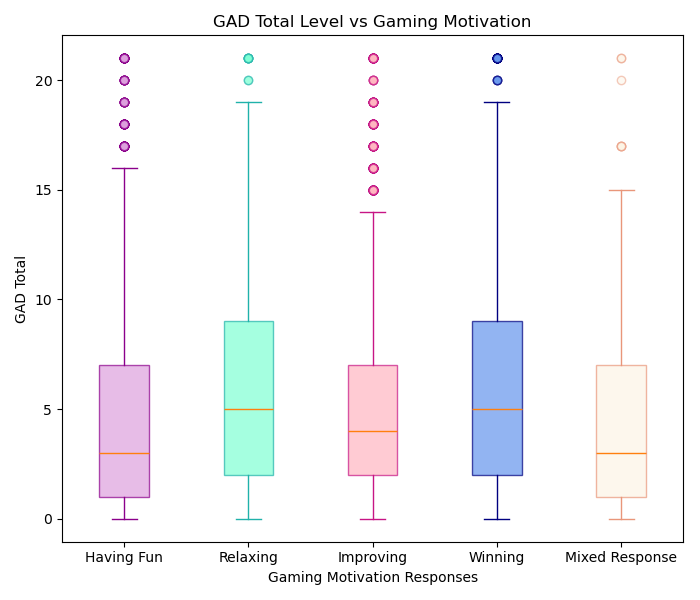 GAD Total Level vs Gaming Motivation
20
15
10
5
0
GAD Total
Having Fun
Relaxing
Improving
Winning
Mixed Response
Gaming Motivation Responses